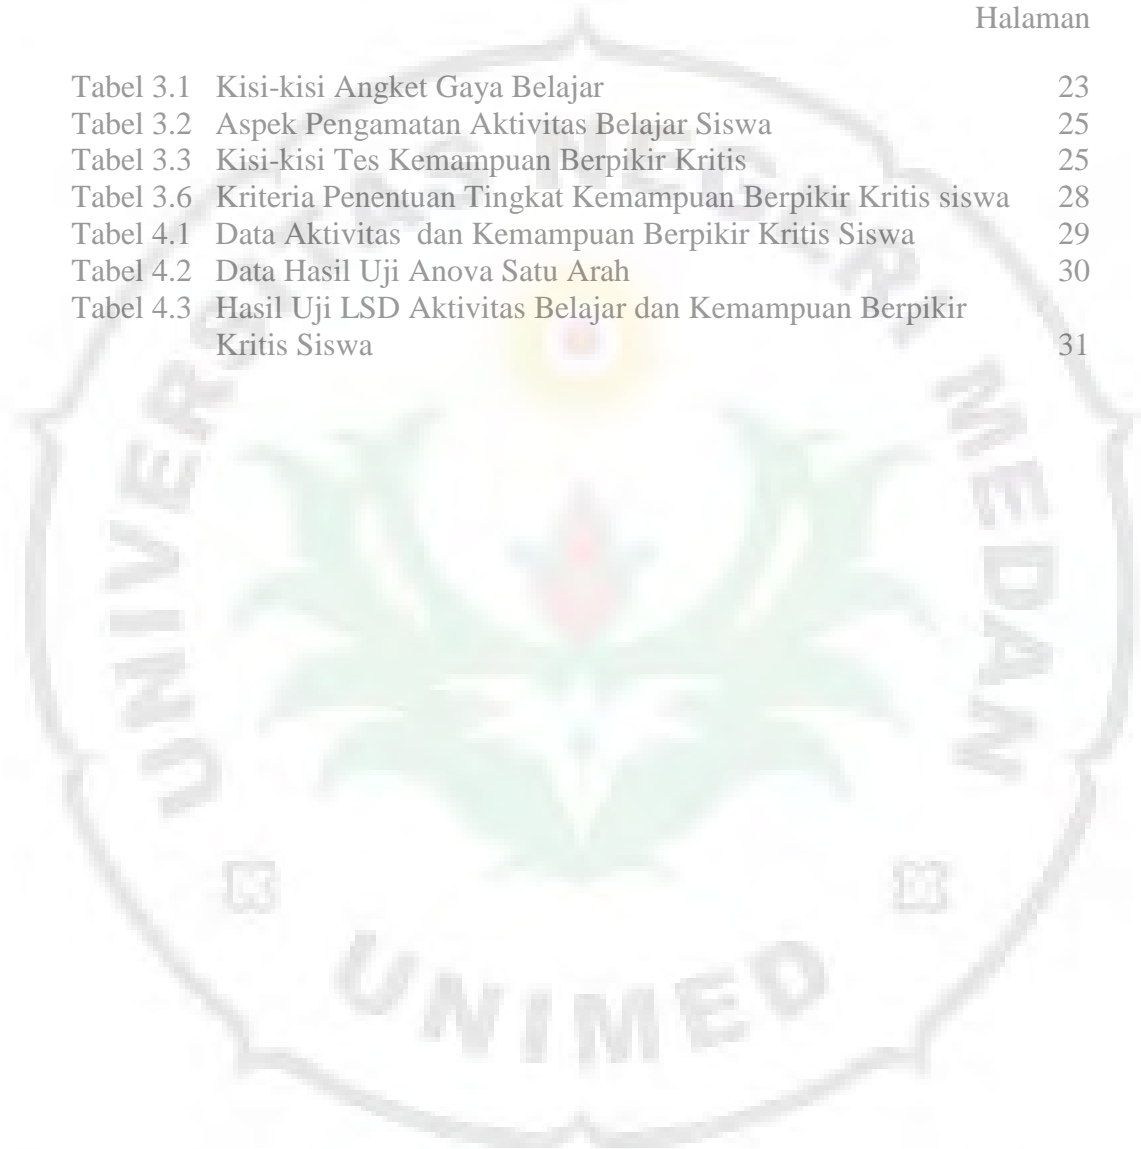 Halaman
Tabel 3.1 Kisi-kisi Angket Gaya Belajar 23
Tabel 3.2 Aspek Pengamatan Aktivitas Belajar Siswa 25
Tabel 3.3 Kisi-kisi Tes Kemampuan Berpikir Kritis 25
Tabel 3.6 Kriteria Penentuan Tingkat Kemampuan Berpikir Kritis siswa 28
Tabel 4.1 Data Aktivitas dan Kemampuan Berpikir Kritis Siswa 29
Tabel 4.2 Data Hasil Uji Anova Satu Arah 30
Tabel 4.3 Hasil Uji LSD Aktivitas Belajar dan Kemampuan Berpikir
Kritis Siswa 31
UNIVERSITAS NEGERI MEDAN
UNIMED